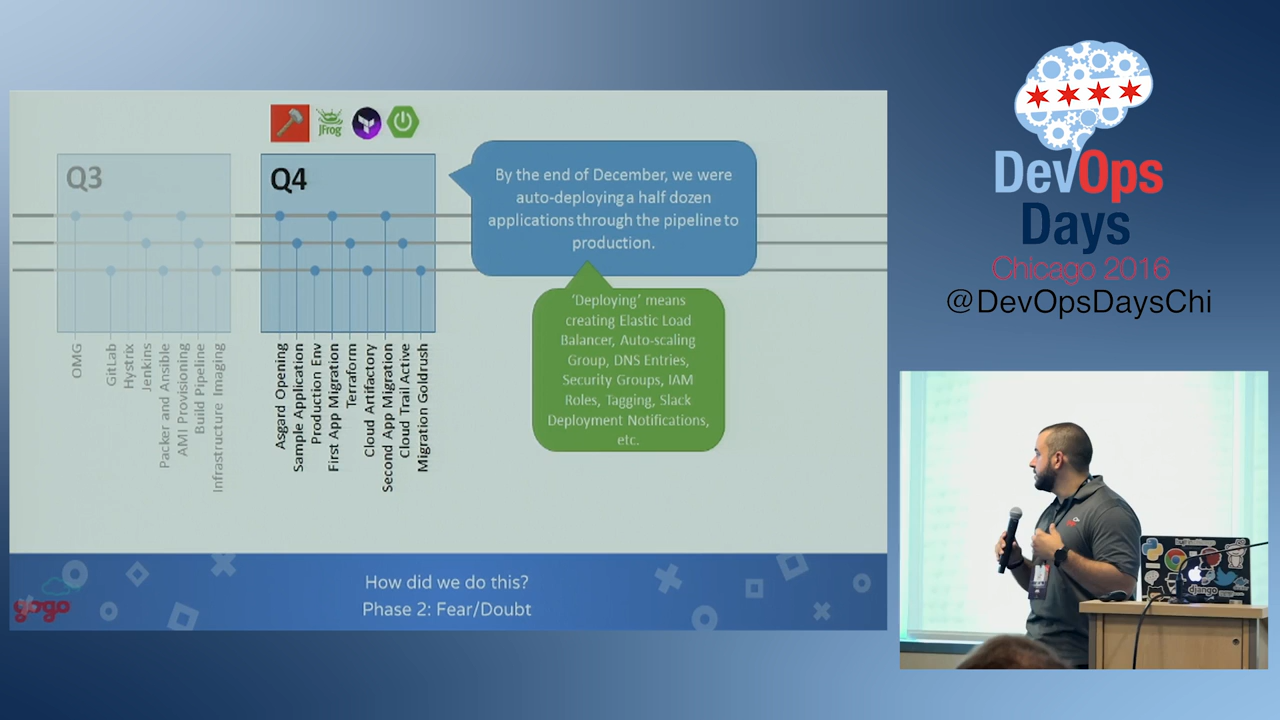 JFrog
Q3
Q4
By the end of December, we were
auto-deploying a half dozen
applications through the pipeline to
production.
'Deploying' means
creating Elastic Load
Balancer, Auto-scaling
Group, DNS Entries,
Security Groups, IAM
Roles, Tagging, Slack
Deployment Notifications,
etc.
OMG
GitLab
Hystrix
Jenkins
Packer and Ansible
AMI Provisioning
Build Pipeline
Infrastructure Imaging
Asgard Opening
Sample Application
Production Env
First App Migration
Terraform
Cloud Artifactory
Second App Migration
Cloud Trail Active
Migration Goldrush
How did we do this?
Phase 2: Fear/Doubt
gogo
DevOps
Days
Chicago 2016
@DevOpsDaysChi
django